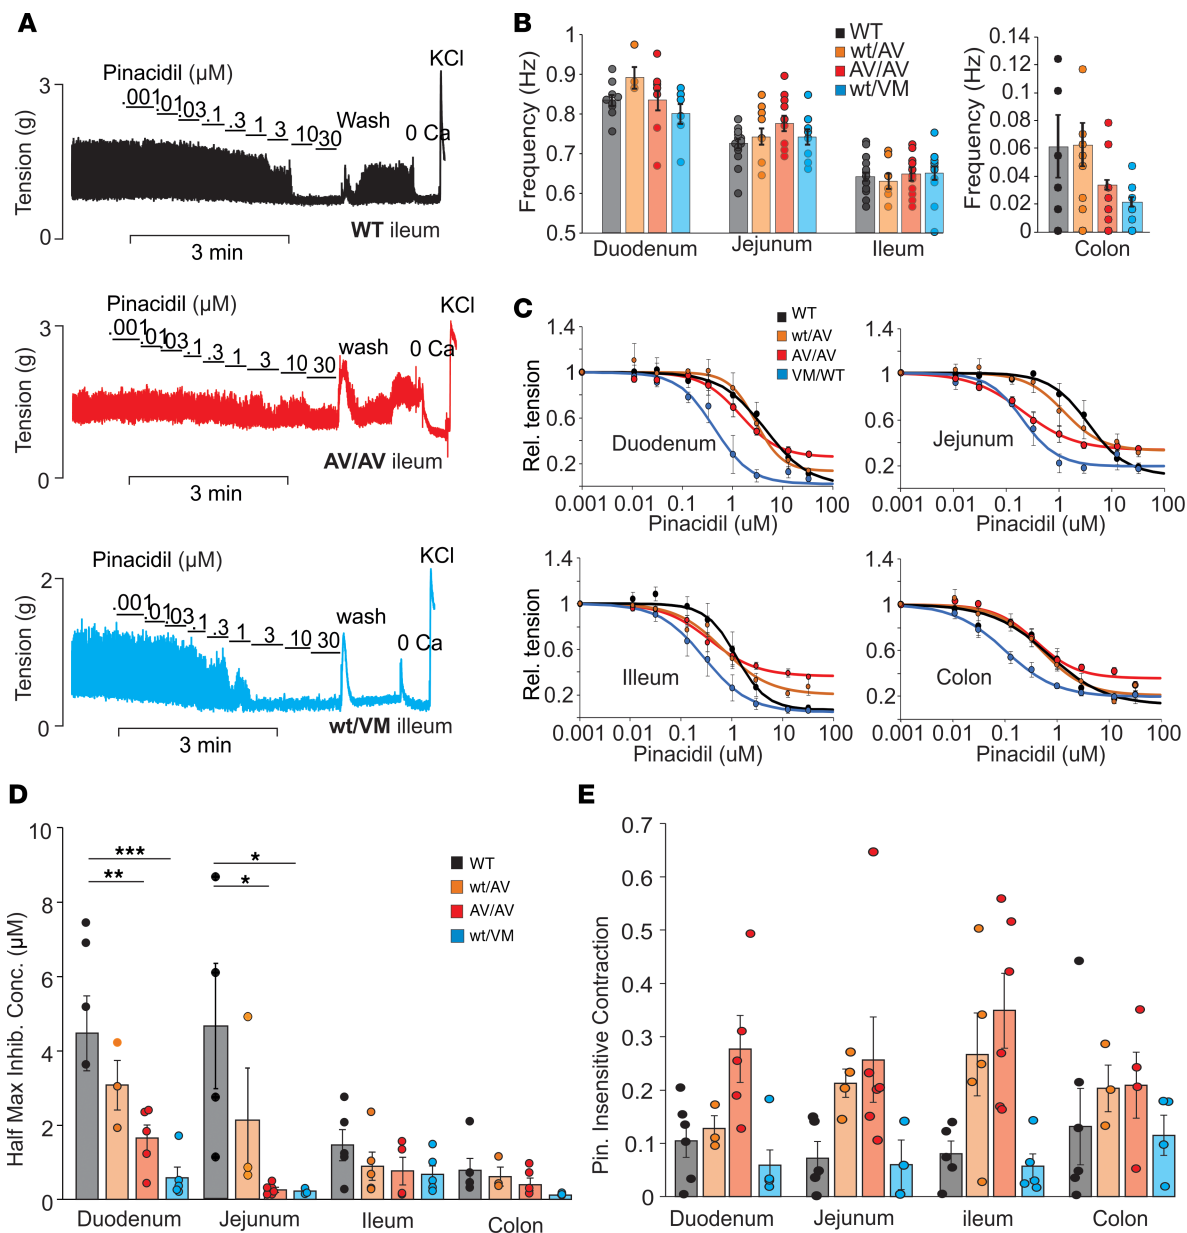 A
Pinacidil (µM)
.001 .01 .03 .1 .3 1 3 10 30
Wash
0 Ca
KCl
3
0
Tension (g)
WT ileum
3 min
Pinacidil (µM)
.001 .01 .03 .1 .3 1 3 10 30
wash
0 Ca
KCl
3
0
Tension (g)
AV/AV ileum
3 min
Pinacidil (µM)
.001 .01 .03 .1 .3 1 3 10 30
wash
0 Ca
KCl
2
0
Tension (g)
wt/VM illeum
3 min
B
Frequency (Hz)
1
0.9
0.8
0.7
0.6
0.5
Duodenum Jejunum Ileum
WT
wt/AV
AV/AV
wt/VM
Frequency (Hz)
0.14
0.12
0.1
0.08
0.06
0.04
0.02
0
Colon
C
Rel. tension
1.4
1
0.6
0.2
WT
wt/AV
AV/AV
VM/WT
Duodenum
0.001 0.01 0.1 1 10 100
Pinacidil (uM)
1.4
1
0.6
0.2
Jejunum
0.001 0.01 0.1 1 10 100
Pinacidil (uM)
Rel. tension
1.4
1
0.6
0.2
Illeum
0.001 0.01 0.1 1 10 100
Pinacidil (uM)
1.4
1
0.6
0.2
Colon
0.001 0.01 0.1 1 10 100
Pinacidil (uM)
D
Half Max Inhib. Conc. (µM)
10
8
6
4
2
0
***
**
*
*
WT
wt/AV
AV/AV
wt/VM
Duodenum Jejunum Ileum Colon
E
Pin. Insensitive Contraction
0.7
0.6
0.5
0.4
0.3
0.2
0.1
0
Duodenum Jejunum ileum Colon